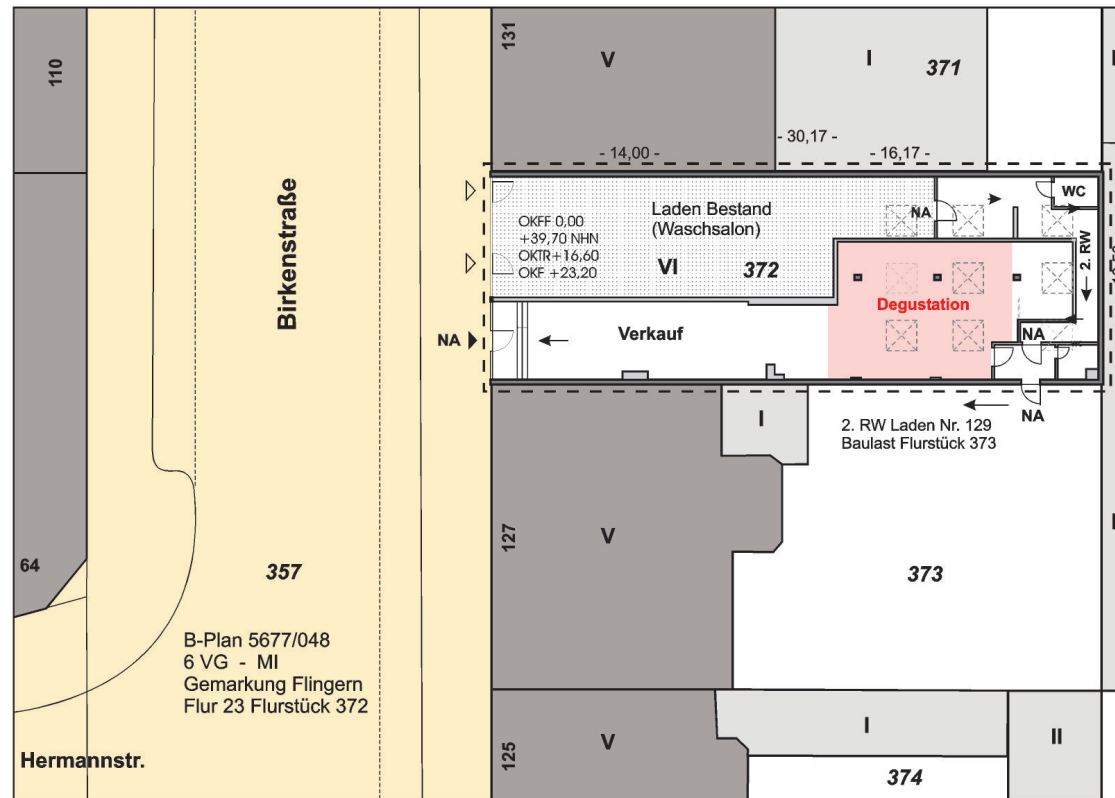 110
131
V
I
371
- 30,17 -
- 14,00 -
- 16,17 -
Birkenstraße
OKFF 0,00
+39,70 NHN
OKTR+16,60
OKF +23,20
Laden Bestand
(Waschsalon)
VI
372
NA
WC
2. RW
Degustation
NA
Verkauf
NA
NA
2. RW Laden Nr. 129
Baulast Flurstück 373
I
64
357
127
V
373
B-Plan 5677/048
6 VG - MI
Gemarkung Flingern
Flur 23 Flurstück 372
Hermannstr.
125
V
I
II
374